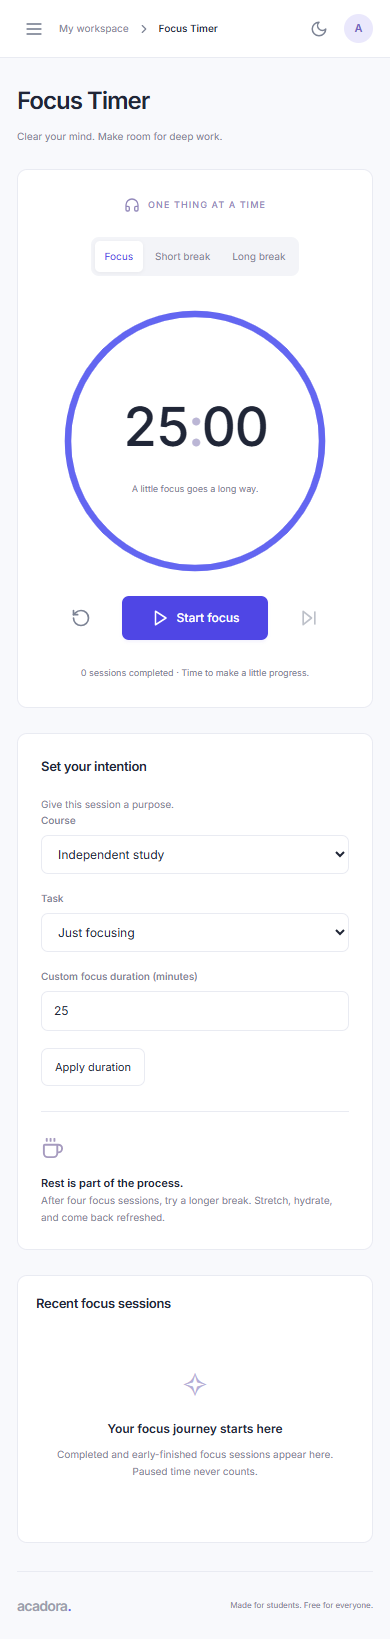 My workspace > Focus Timer
A
Focus Timer
Clear your mind. Make room for deep work.
ONE THING AT A TIME
Focus Short break Long break
25:00
A little focus goes a long way.
Start focus
0 sessions completed · Time to make a little progress.
Set your intention
Give this session a purpose.
Course
Independent study
Task
Just focusing
Custom focus duration (minutes)
25
Apply duration
Rest is part of the process.
After four focus sessions, try a longer break. Stretch, hydrate,
and come back refreshed.
Recent focus sessions
Your focus journey starts here
Completed and early-finished focus sessions appear here.
Paused time never counts.
acadora.
Made for students. Free for everyone.